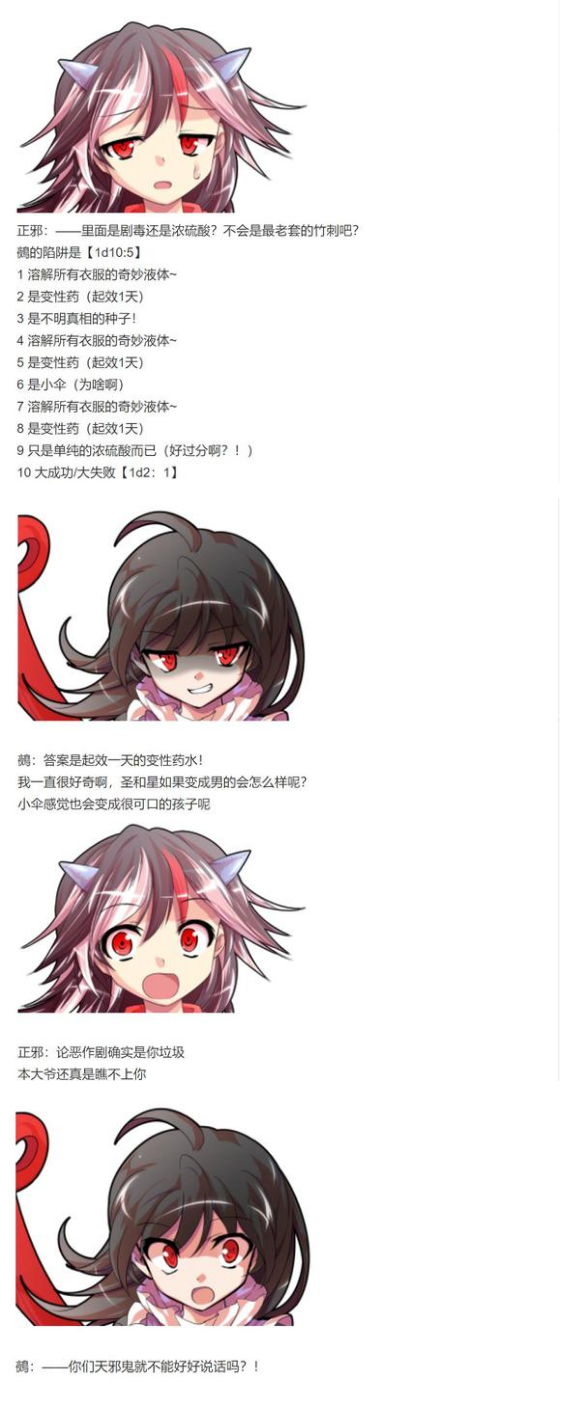 正邪：——里面是剧毒还是浓硫酸？不会是最老套的竹刺吧？
鵺的陷阱是【1d10:5】
1 溶解所有衣服的奇妙液体~
2 是变性药（起效1天）
3 是不明真相的种子！
4 溶解所有衣服的奇妙液体~
5 是变性药（起效1天）
6 是小伞（为啥啊）
7 溶解所有衣服的奇妙液体~
8 是变性药（起效1天）
9 只是单纯的浓硫酸而已（好过分啊？！）
10 大成功/大失败【1d2：1】
鵺：答案是起效一天的变性药水！
我一直很好奇啊，圣和星如果变成男的会怎么样呢？
小伞感觉也会变成很可口的孩子呢
正邪：论恶作剧确实是你垃圾
本大爷还真是瞧不上你
鵺：——你们天邪鬼就不能好好说话吗？！